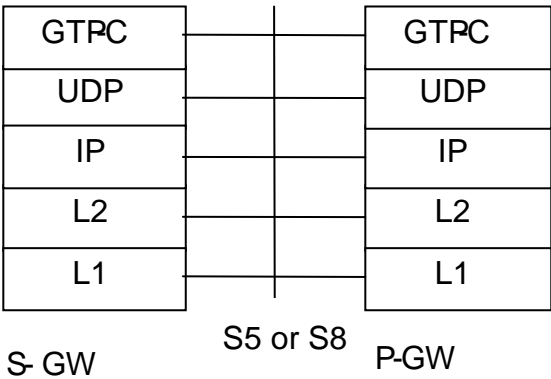 GTP-C GTP-C
UDP UDP
IP IP
L2 L2
L1 L1
S5 or S8
S- GW P-GW